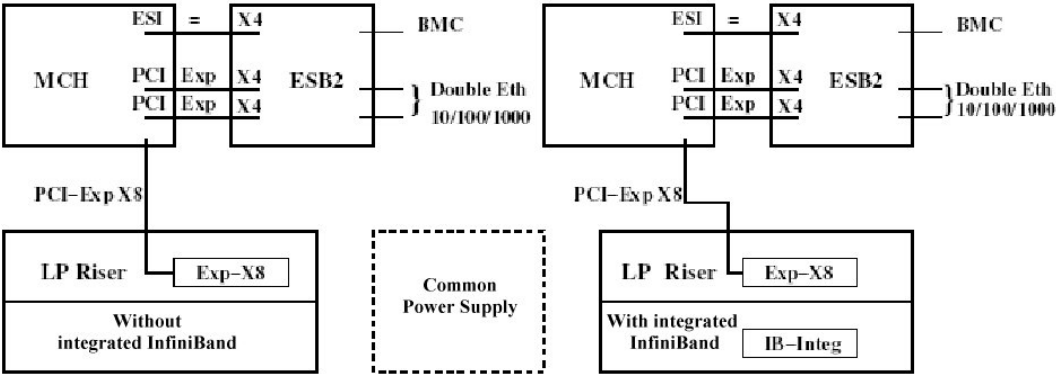 ESI = X4 BMC ESI = X4 BMC
MCH PCI Exp X4 ESB2 MCH PCI Exp X4 ESB2
PCI Exp X4 PCI Exp X4
} Double Eth } Double Eth
10/100/1000 10/100/1000
PCI-Exp X8 PCI-Exp X8
LP Riser Exp-X8 LP Riser Exp-X8
Common
Power Supply
Without
integrated InfiniBand
With integrated
InfiniBand IB-Integ